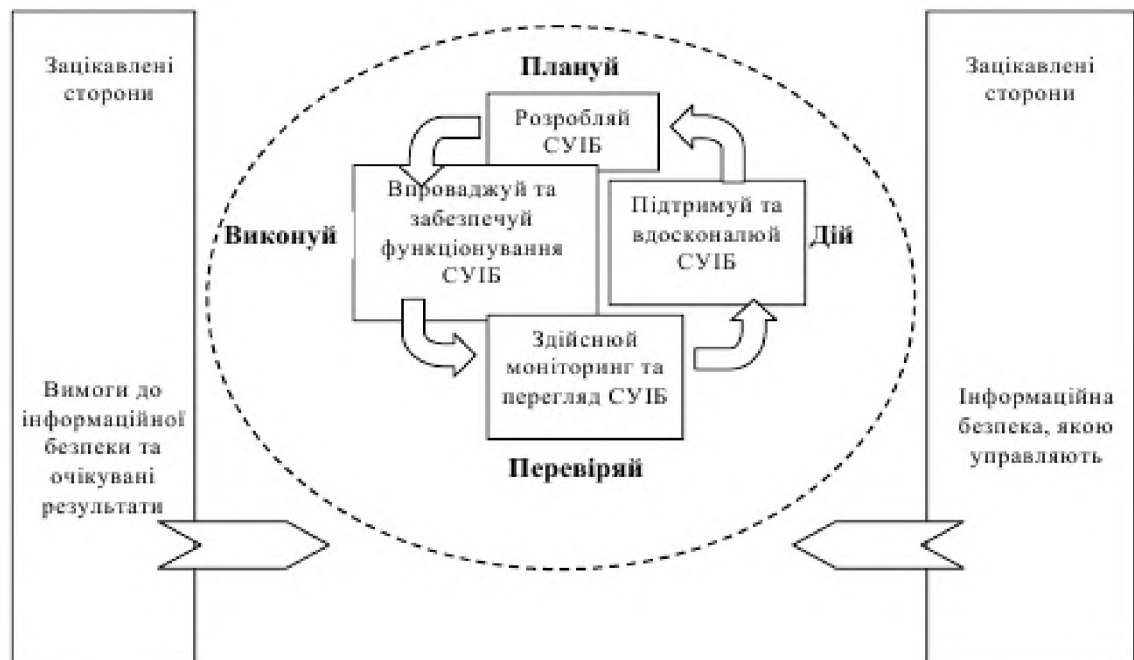 Зацікавлені
сторони
Вимоги до
інформаційної
безпеки та
очікувані
результати
Плануй
Розробляй
СУІБ
Виконуй
Впроваджуй та
забезпечуй
функціонування
СУІБ
Підтримуй та
вдосконалюй
СУІБ
Дій
Здійснюй
моніторинг та
перегляд СУІБ
Перевіряй
Зацікавлені
сторони
Інформаційна
безпека, якою
управляють